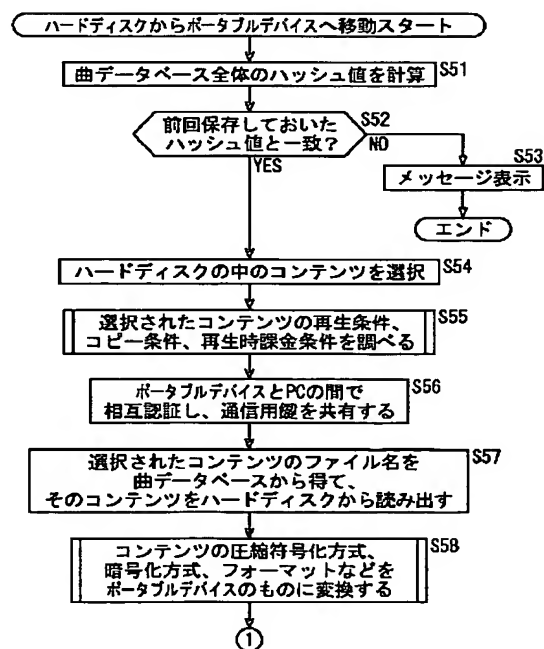 ハードディスクからポータブルデバイスへ移動スタート
曲データベース全体のハッシュ値を計算
S51
前回保存しておいた
ハッシュ値と一致？
S52
NO
YES
メッセージ表示
S53
エンド
ハードディスクの中のコンテンツを選択
S54
選択されたコンテンツの再生条件、
コピー条件、再生時課金条件を調べる
S55
ポータブルデバイスとPCの間で
相互認証し、通信用鍵を共有する
S56
選択されたコンテンツのファイル名を
曲データベースから得て、
そのコンテンツをハードディスクから読み出す
S57
コンテンツの圧縮符号化方式、
暗号化方式、フォーマットなどを
ポータブルデバイスのものに変換する
S58
1